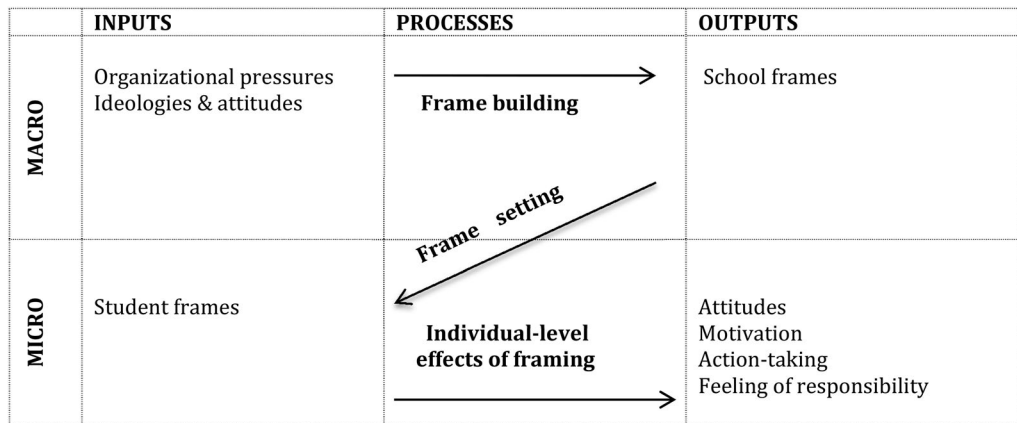 INPUTS PROCESSES OUTPUTS
MACRO
Organizational pressures
Ideologies & attitudes
Frame building
School frames
Frame setting
MICRO
Student frames
Individual-level
effects of framing
Attitudes
Motivation
Action-taking
Feeling of responsibility